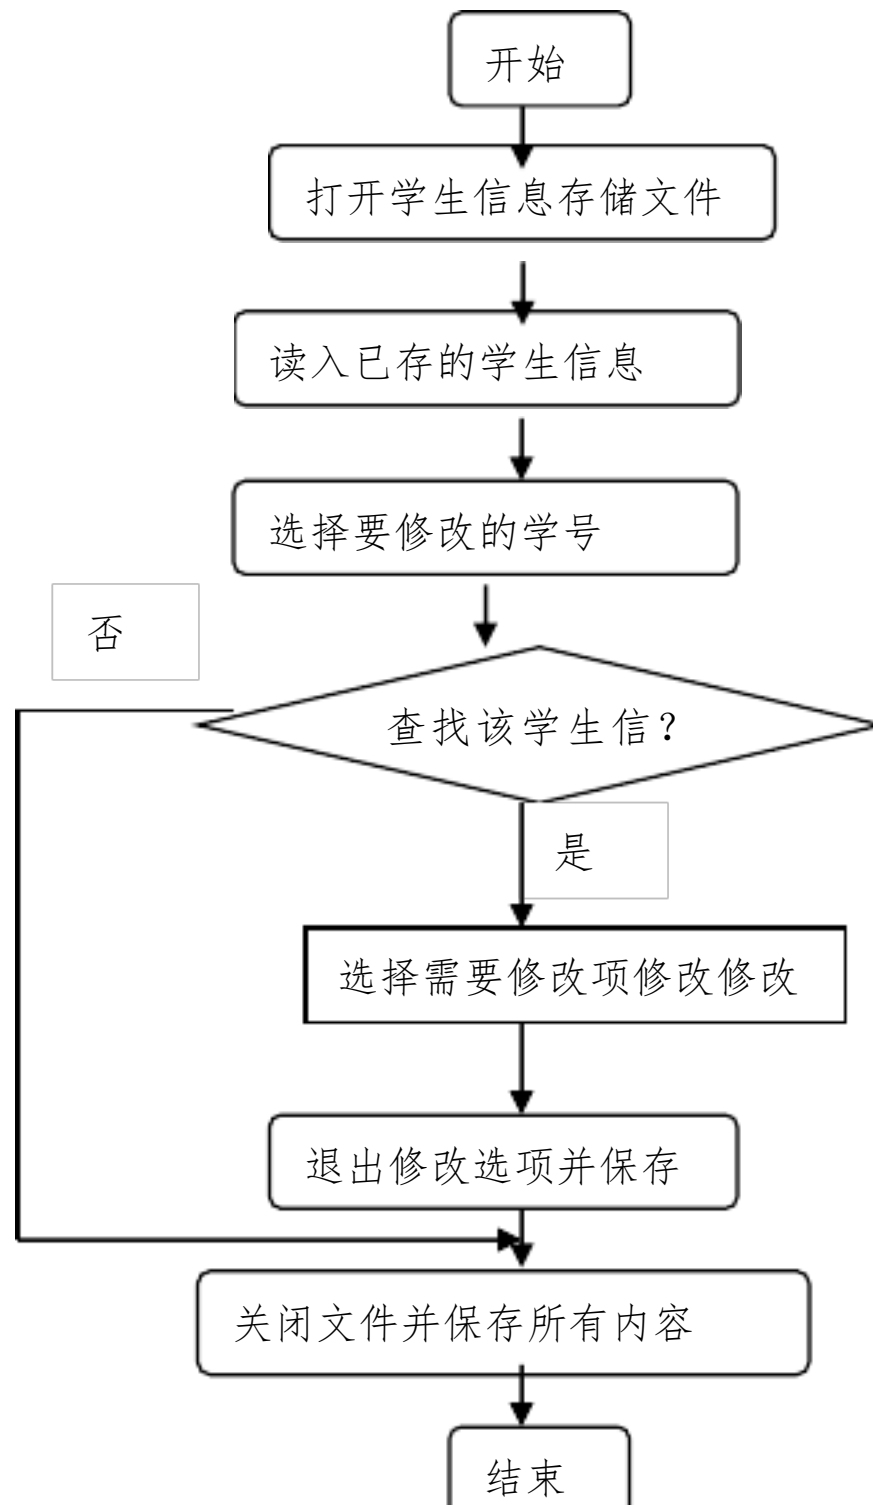 开始
打开学生信息存储文件
读入已存的学生信息
选择要修改的学号
否
查找该学生信？
是
选择需要修改项修改修改
退出修改选项并保存
关闭文件并保存所有内容
结束